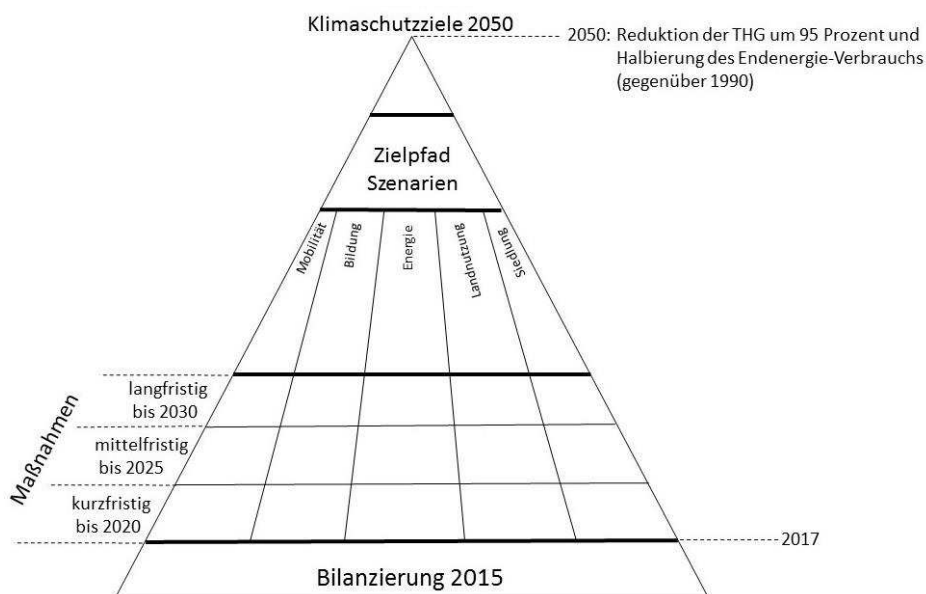 Klimaschutzziele 2050
2050: Reduktion der THG um 95 Prozent und
Halbierung des Endenergie-Verbrauchs
(gegenüber 1990)
Zielpfad
Szenarien
Mobilität
Bildung
Energie
Landnutzung
Siedlung
Maßnahmen
langfristig
bis 2030
mittelfristig
bis 2025
kurzfristig
bis 2020
2017
Bilanzierung 2015